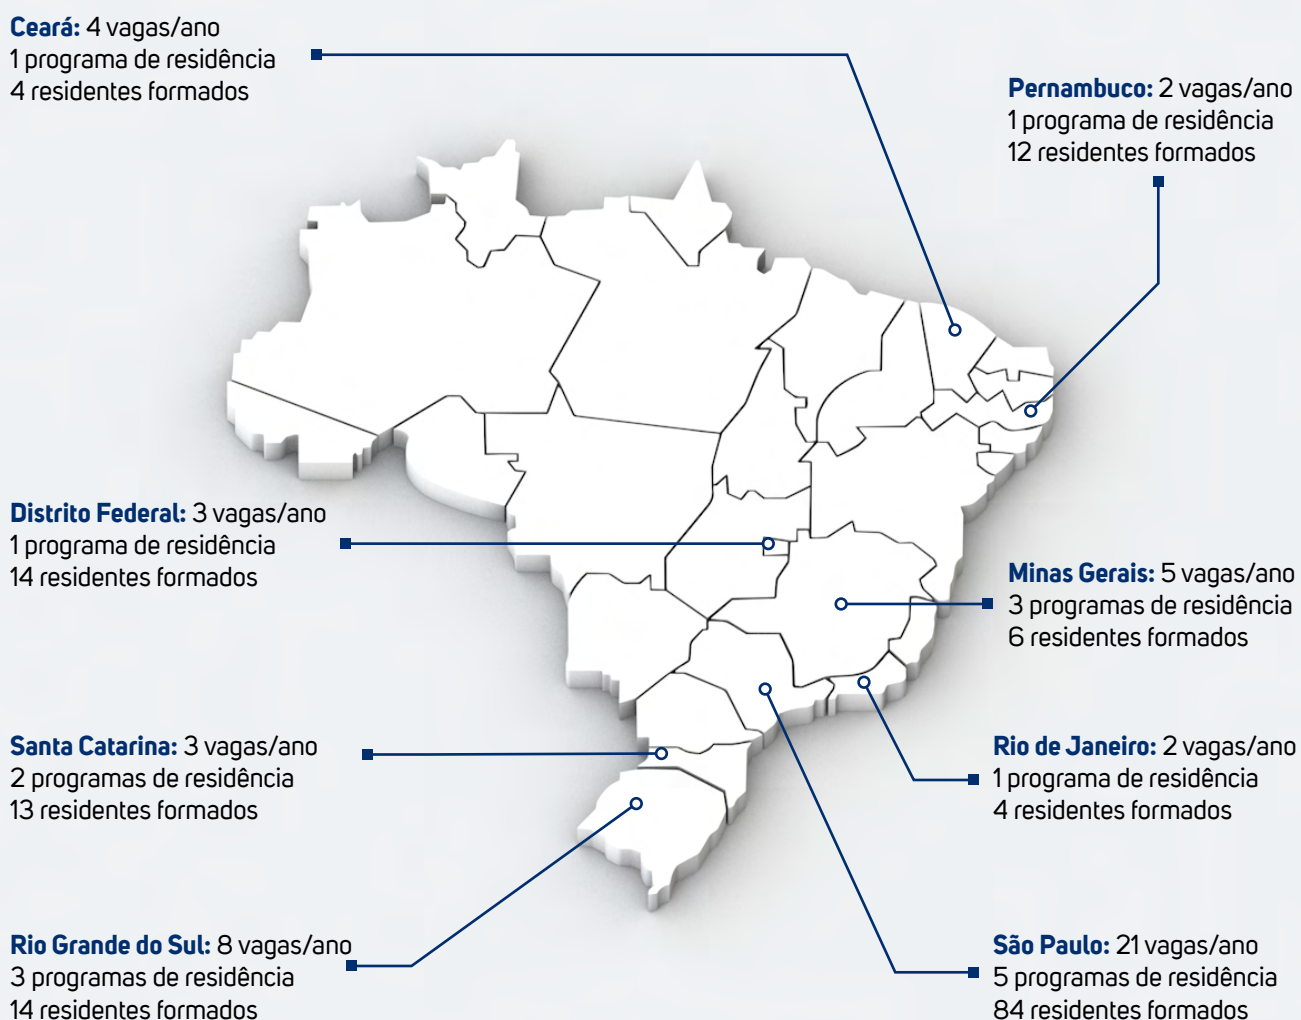 Ceará: 4 vagas/ano
1 programa de residência
4 residentes formados
Pernambuco: 2 vagas/ano
1 programa de residência
12 residentes formados
Distrito Federal: 3 vagas/ano
1 programa de residência
14 residentes formados
Minas Gerais: 5 vagas/ano
3 programas de residência
6 residentes formados
Santa Catarina: 3 vagas/ano
2 programas de residência
13 residentes formados
Rio de Janeiro: 2 vagas/ano
1 programa de residência
4 residentes formados
Rio Grande do Sul: 8 vagas/ano
3 programas de residência
14 residentes formados
São Paulo: 21 vagas/ano
5 programas de residência
84 residentes formados